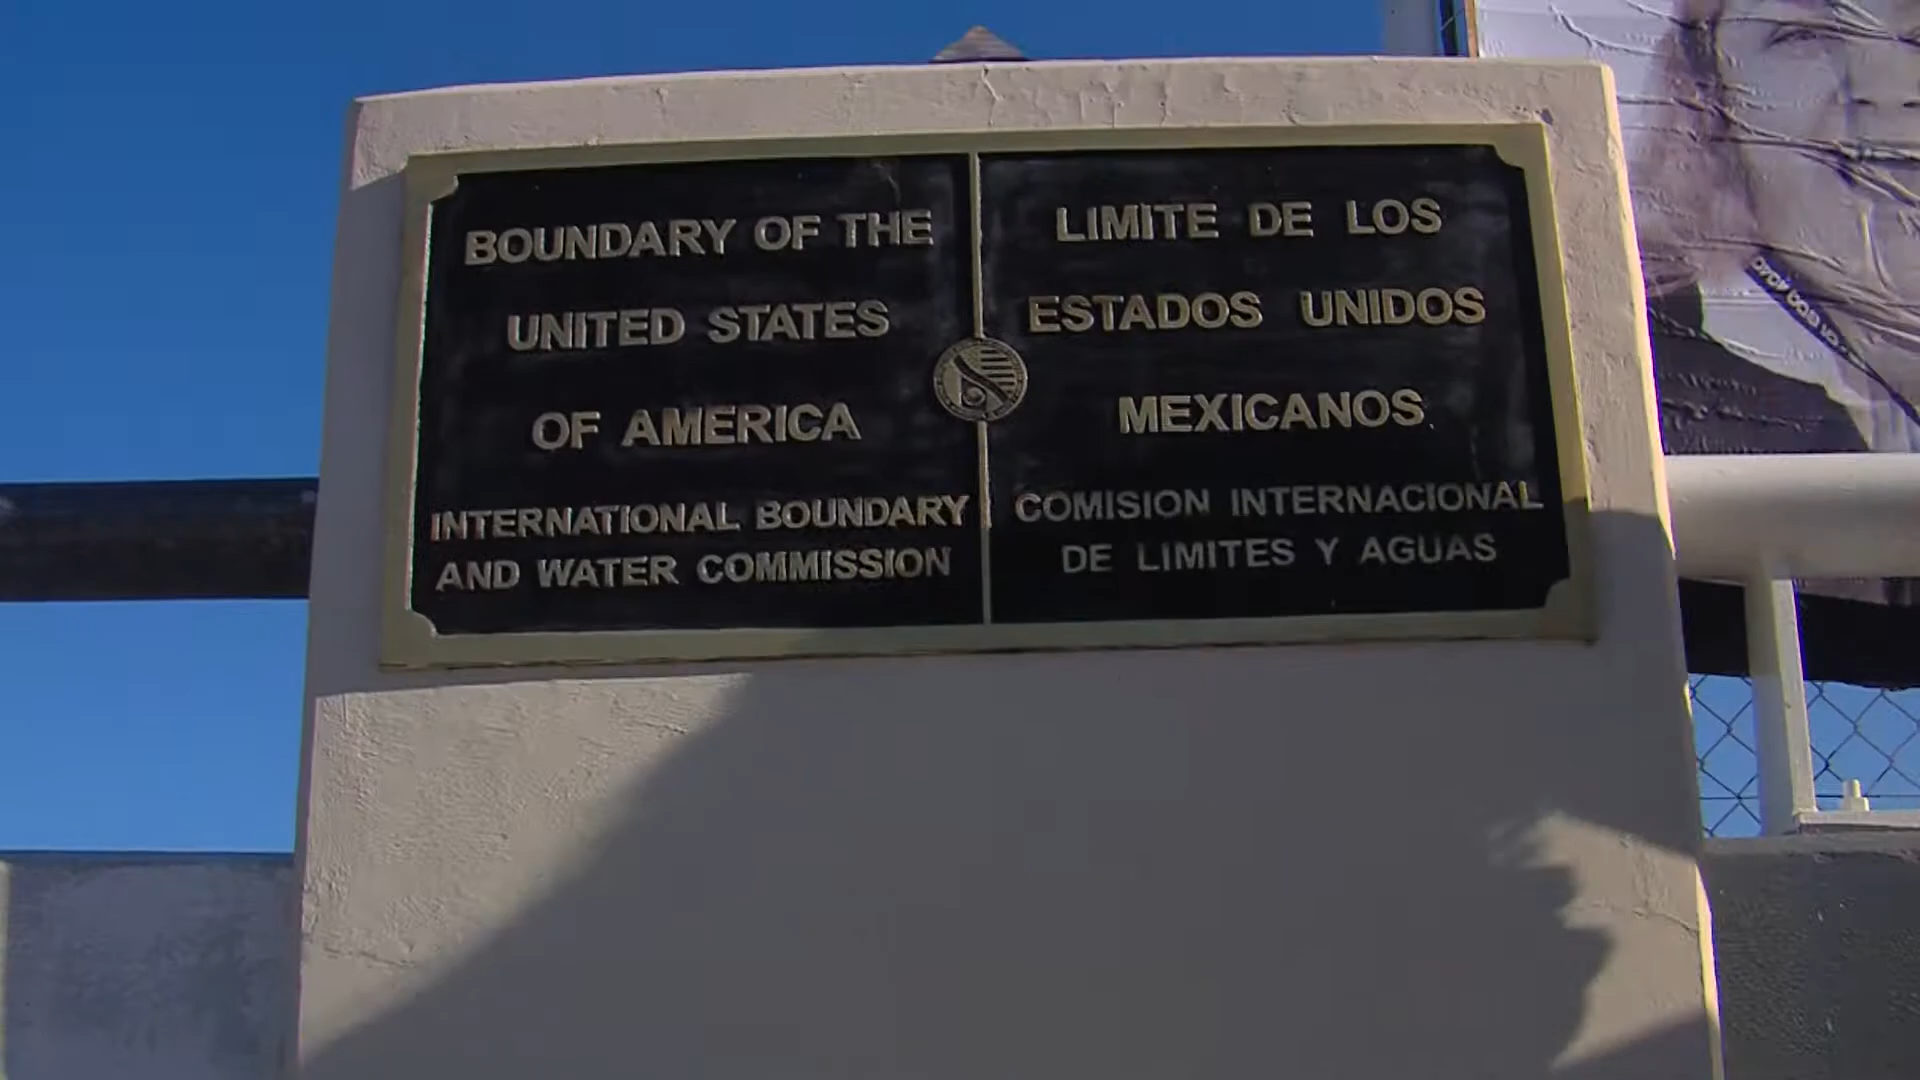 BOUNDARY OF THE
UNITED STATES
OF AMERICA
INTERNATIONAL BOUNDARY
AND WATER COMMISSION
LIMITE DE LOS
ESTADOS UNIDOS
MEXICANOS
COMISION INTERNACIONAL
DE LIMITES Y AGUAS